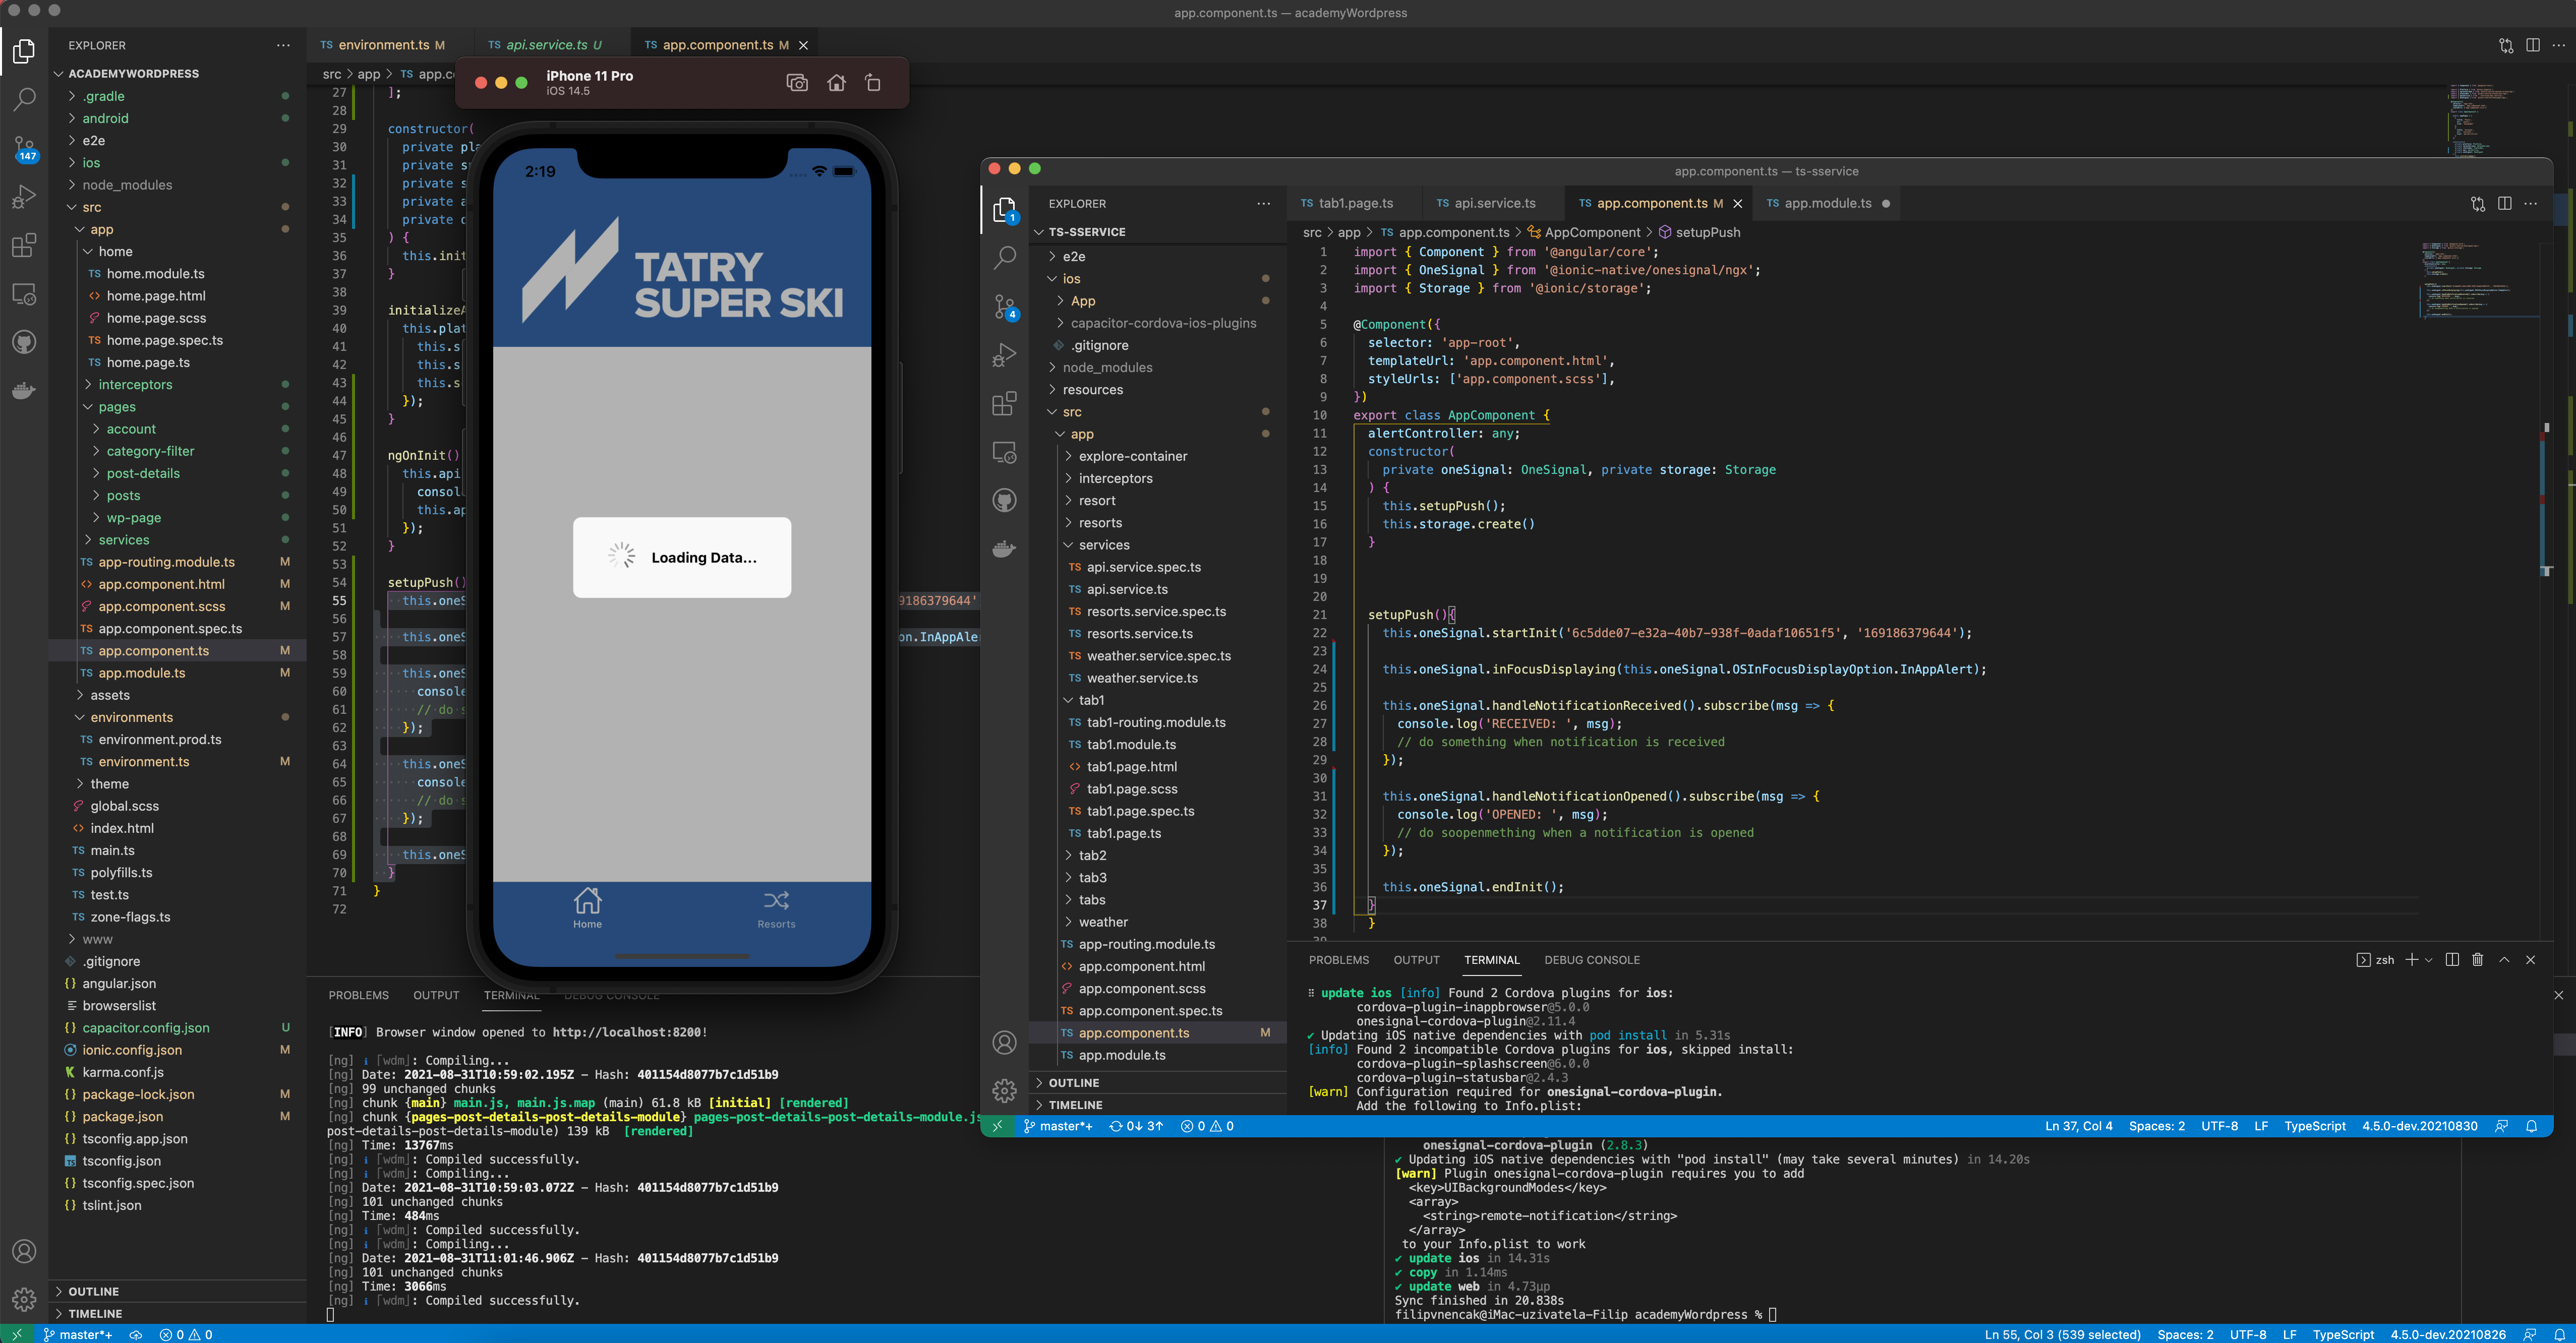 app.component.ts — academyWordpress
EXPLORER
ACADEMYWORDPRESS
.gradle
android
e2e
ios
node_modules
src
app
home
TS home.module.ts
<> home.page.html
home.page.scss
TS home.page.spec.ts
TS home.page.ts
interceptors
pages
account
category-filter
post-details
posts
wp-page
services
TS app-routing.module.ts M
<> app.component.html M
app.component.scss M
TS app.component.spec.ts
TS app.component.ts M
TS app.module.ts M
assets
environments
TS environment.prod.ts
TS environment.ts M
theme
global.scss
<> index.html
TS main.ts
TS polyfills.ts
TS test.ts
TS zone-flags.ts
www
.gitignore
{} angular.json
browserslist
{} capacitor.config.json U
ionic.config.json M
karma.conf.js
{} package-lock.json M
{} package.json M
{} tsconfig.app.json
tsconfig.json
{} tsconfig.spec.json
{} tslint.json
OUTLINE
TIMELINE
147
TS environment.ts M
TS api.service.ts U
TS app.component.ts M
src > app > TS app.c
27 ];
28
29 constructor(
30 private pl
31 private s
32 private s
33 private a
34 private
35 ) {
36 this.init
37 }
38
39 initializeA
40 this.plat
41 this.s
42 this.s
43 this.s
44 });
45 }
46
47 ngOnInit()
48 this.api
49 consol
50 this.ap
51 });
52 }
53
54 setupPush()
55 this.oneS 9186379644'
56
57 this.oneS on.InAppAler
58
59 this.oneS
60 console
61 // do s
62 });
63
64 this.oneS
65 console
66 // do s
67 });
68
69 this.oneS
70 }
71 }
72
iPhone 11 Pro
iOS 14.5
2:19
TATRY
SUPER SKI
Loading Data...
Home
Resorts
PROBLEMS OUTPUT TERMINAL DEBUG CONSOLE
[INFO] Browser window opened to http://localhost:8200!
[ng] ℹ ｢wdm｣: Compiling...
[ng] Date: 2021-08-31T10:59:02.195Z - Hash: 401154d8077b7c1d51b9
[ng] 99 unchanged chunks
[ng] chunk {main} main.js, main.js.map (main) 61.8 kB [initial] [rendered]
[ng] chunk {pages-post-details-post-details-module} pages-post-details-post-details-module.js
post-details-post-details-module) 139 kB [rendered]
[ng] Time: 13767ms
[ng] ℹ ｢wdm｣: Compiled successfully.
[ng] ℹ ｢wdm｣: Compiling...
[ng] Date: 2021-08-31T10:59:03.072Z - Hash: 401154d8077b7c1d51b9
[ng] 101 unchanged chunks
[ng] Time: 484ms
[ng] ℹ ｢wdm｣: Compiled successfully.
[ng] ℹ ｢wdm｣: Compiling...
[ng] Date: 2021-08-31T11:01:46.906Z - Hash: 401154d8077b7c1d51b9
[ng] 101 unchanged chunks
[ng] Time: 3066ms
[ng] ℹ ｢wdm｣: Compiled successfully.
app.component.ts — ts-sservice
1
4
EXPLORER
TS-SSERVICE
e2e
ios
App
capacitor-cordova-ios-plugins
.gitignore
node_modules
resources
src
app
explore-container
interceptors
resort
resorts
services
TS api.service.spec.ts
TS api.service.ts
TS resorts.service.spec.ts
TS resorts.service.ts
TS weather.service.spec.ts
TS weather.service.ts
tab1
TS tab1-routing.module.ts
TS tab1.module.ts
<> tab1.page.html
tab1.page.scss
TS tab1.page.spec.ts
TS tab1.page.ts
tab2
tab3
tabs
weather
TS app-routing.module.ts
<> app.component.html
app.component.scss
TS app.component.spec.ts
TS app.component.ts M
TS app.module.ts
OUTLINE
TIMELINE
TS tab1.page.ts
TS api.service.ts
TS app.component.ts M
TS app.module.ts
src > app > TS app.component.ts > AppComponent > setupPush
1 import { Component } from '@angular/core';
2 import { OneSignal } from '@ionic-native/onesignal/ngx';
3 import { Storage } from '@ionic/storage';
4
5 @Component({
6 selector: 'app-root',
7 templateUrl: 'app.component.html',
8 styleUrls: ['app.component.scss'],
9 })
10 export class AppComponent {
11 alertController: any;
12 constructor(
13 private oneSignal: OneSignal, private storage: Storage
14 ) {
15 this.setupPush();
16 this.storage.create()
17 }
18
19
20
21 setupPush(){
22 this.oneSignal.startInit('6c5dde07-e32a-40b7-938f-0adaf10651f5', '169186379644');
23
24 this.oneSignal.inFocusDisplaying(this.oneSignal.OSInFocusDisplayOption.InAppAlert);
25
26 this.oneSignal.handleNotificationReceived().subscribe(msg => {
27 console.log('RECEIVED: ', msg);
28 // do something when notification is received
29 });
30
31 this.oneSignal.handleNotificationOpened().subscribe(msg => {
32 console.log('OPENED: ', msg);
33 // do soopenmething when a notification is opened
34 });
35
36 this.oneSignal.endInit();
37 }
38 }
39
PROBLEMS OUTPUT TERMINAL DEBUG CONSOLE
zsh
update ios [info] Found 2 Cordova plugins for ios:
cordova-plugin-inappbrowser@5.0.0
onesignal-cordova-plugin@2.11.4
✔ Updating iOS native dependencies with pod install in 5.31s
[info] Found 2 incompatible Cordova plugins for ios, skipped install:
cordova-plugin-splashscreen@6.0.0
cordova-plugin-statusbar@2.4.3
[warn] Configuration required for onesignal-cordova-plugin.
Add the following to Info.plist:
master*+ 0↓ 3↑ 0 0
Ln 37, Col 4 Spaces: 2 UTF-8 LF TypeScript 4.5.0-dev.20210830
onesignal-cordova-plugin (2.8.3)
✔ Updating iOS native dependencies with "pod install" (may take several minutes) in 14.20s
[warn] Plugin onesignal-cordova-plugin requires you to add
<key>UIBackgroundModes</key>
<array>
<string>remote-notification</string>
</array>
to your Info.plist to work
✔ update ios in 14.31s
✔ copy in 1.14ms
✔ update web in 4.73μp
Sync finished in 20.838s
filipvnencak@iMac-uzivatela-Filip academyWordpress %
master*+ 0 0
Ln 55, Col 3 (539 selected) Spaces: 2 UTF-8 LF TypeScript 4.5.0-dev.20210826